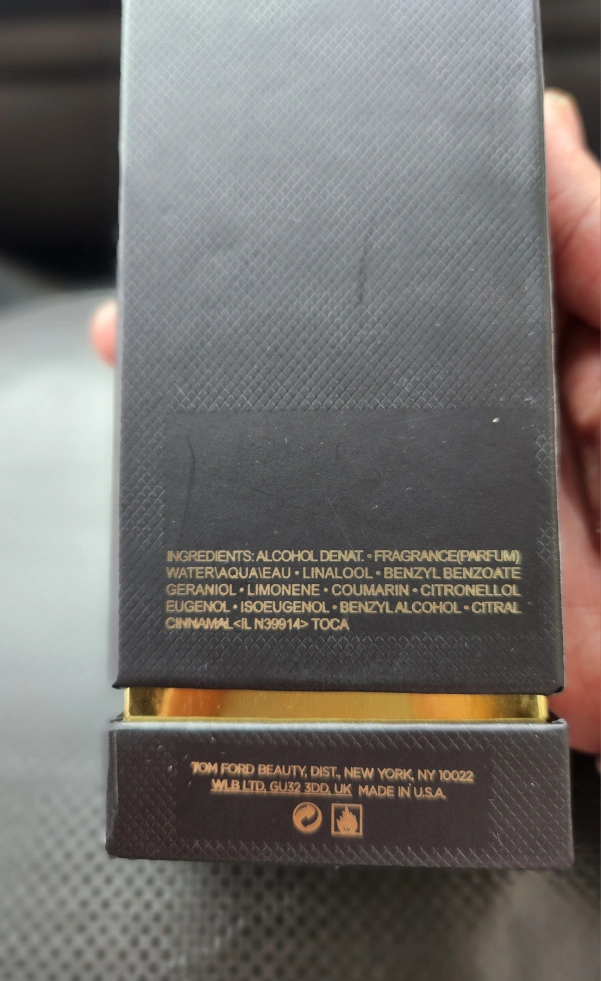 INGREDIENTS: ALCOHOL DENAT. • FRAGRANCE(PARFUM)
WATER\AQUA\EAU • LINALOOL • BENZYL BENZOATE
GERANIOL • LIMONENE • COUMARIN • CITRONELLOL
EUGENOL • ISOEUGENOL • BENZYL ALCOHOL • CITRAL
CINNAMAL<IL N39914> TOCA
TOM FORD BEAUTY, DIST., NEW YORK, NY 10022
WLB LTD, GU32 3DD, UK MADE IN U.S.A.